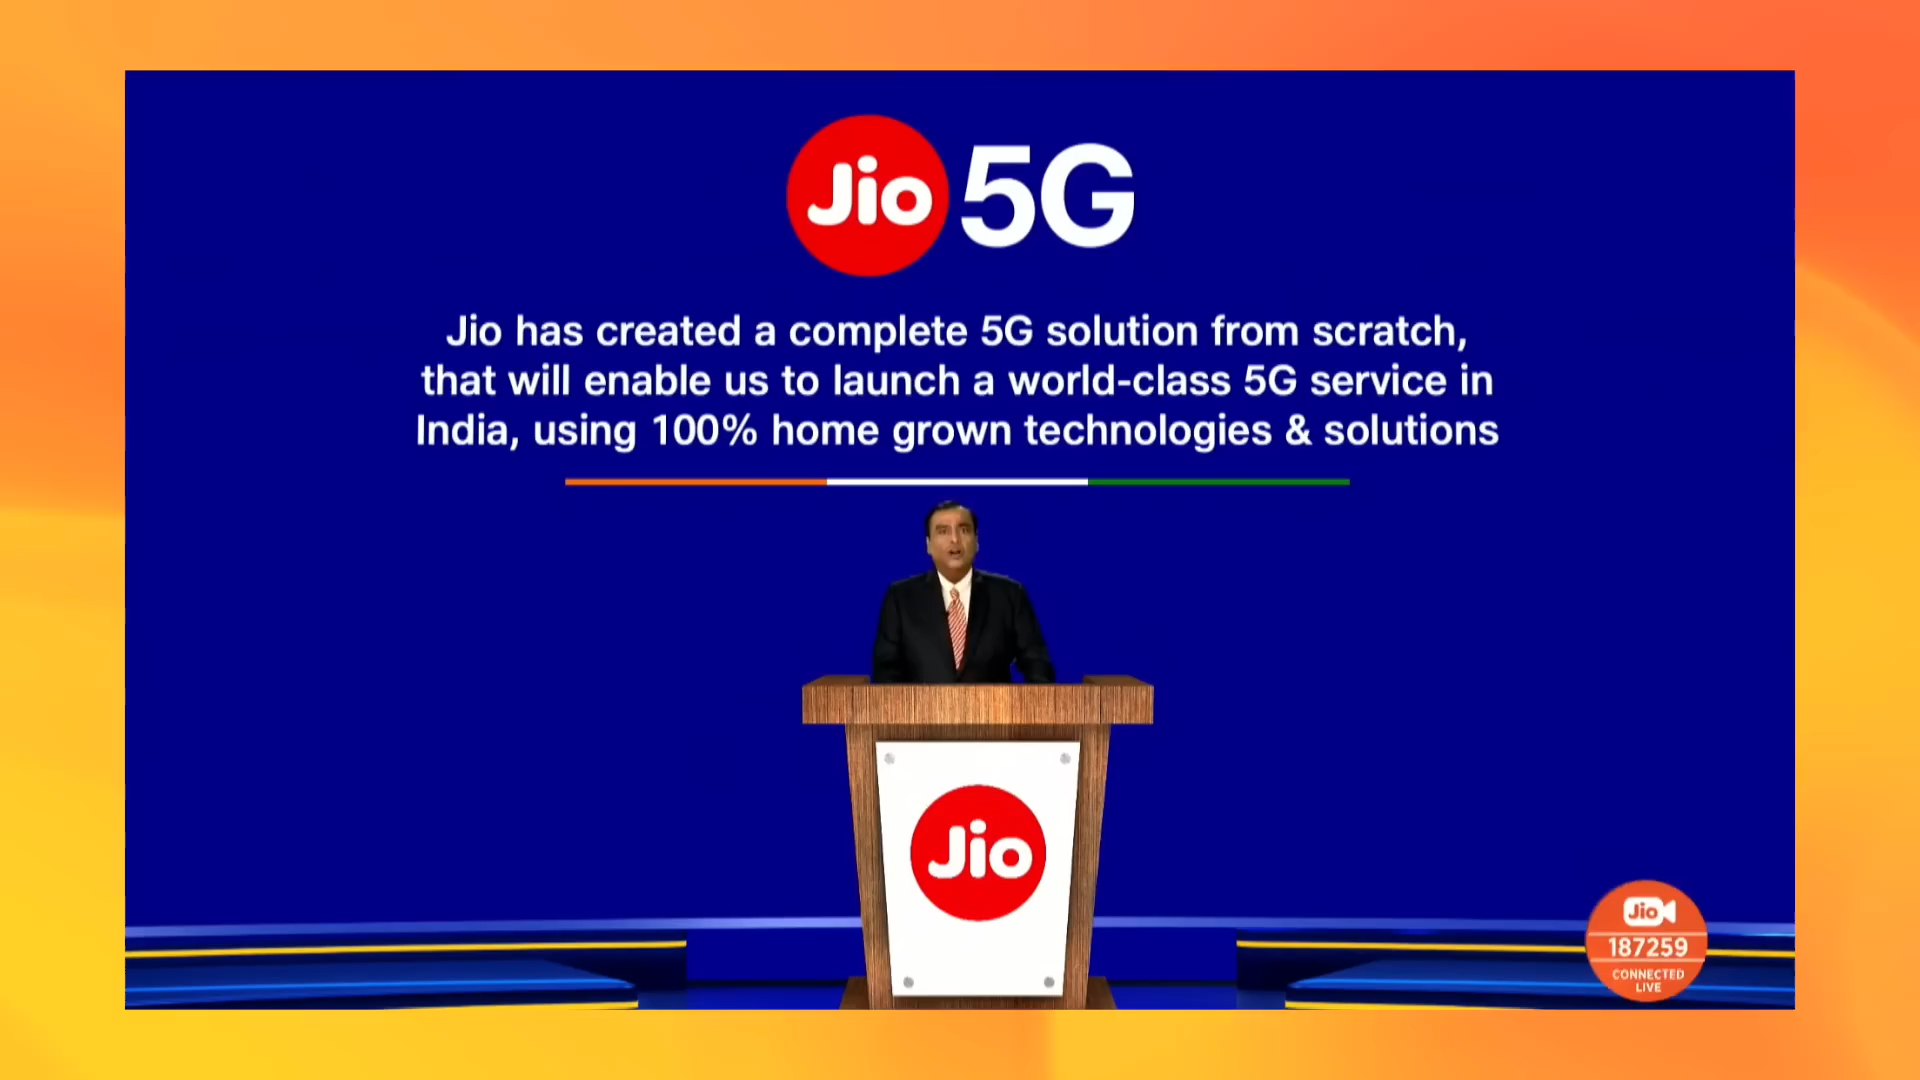 Jio 5G
Jio has created a complete 5G solution from scratch,
that will enable us to launch a world-class 5G service in
India, using 100% home grown technologies & solutions
Jio
Jio
187259
CONNECTED
LIVE